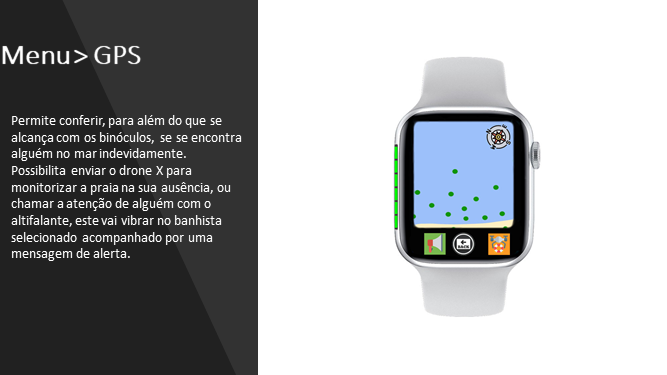 Menu> GPS
Permite conferir, para além do que se
alcança com os binóculos, se se encontra
alguém no mar indevidamente.
Possibilita enviar o drone X para
monitorizar a praia na sua ausência, ou
chamar a atenção de alguém com o
altifalante, este vai vibrar no banhista
selecionado acompanhado por uma
mensagem de alerta.
BACK